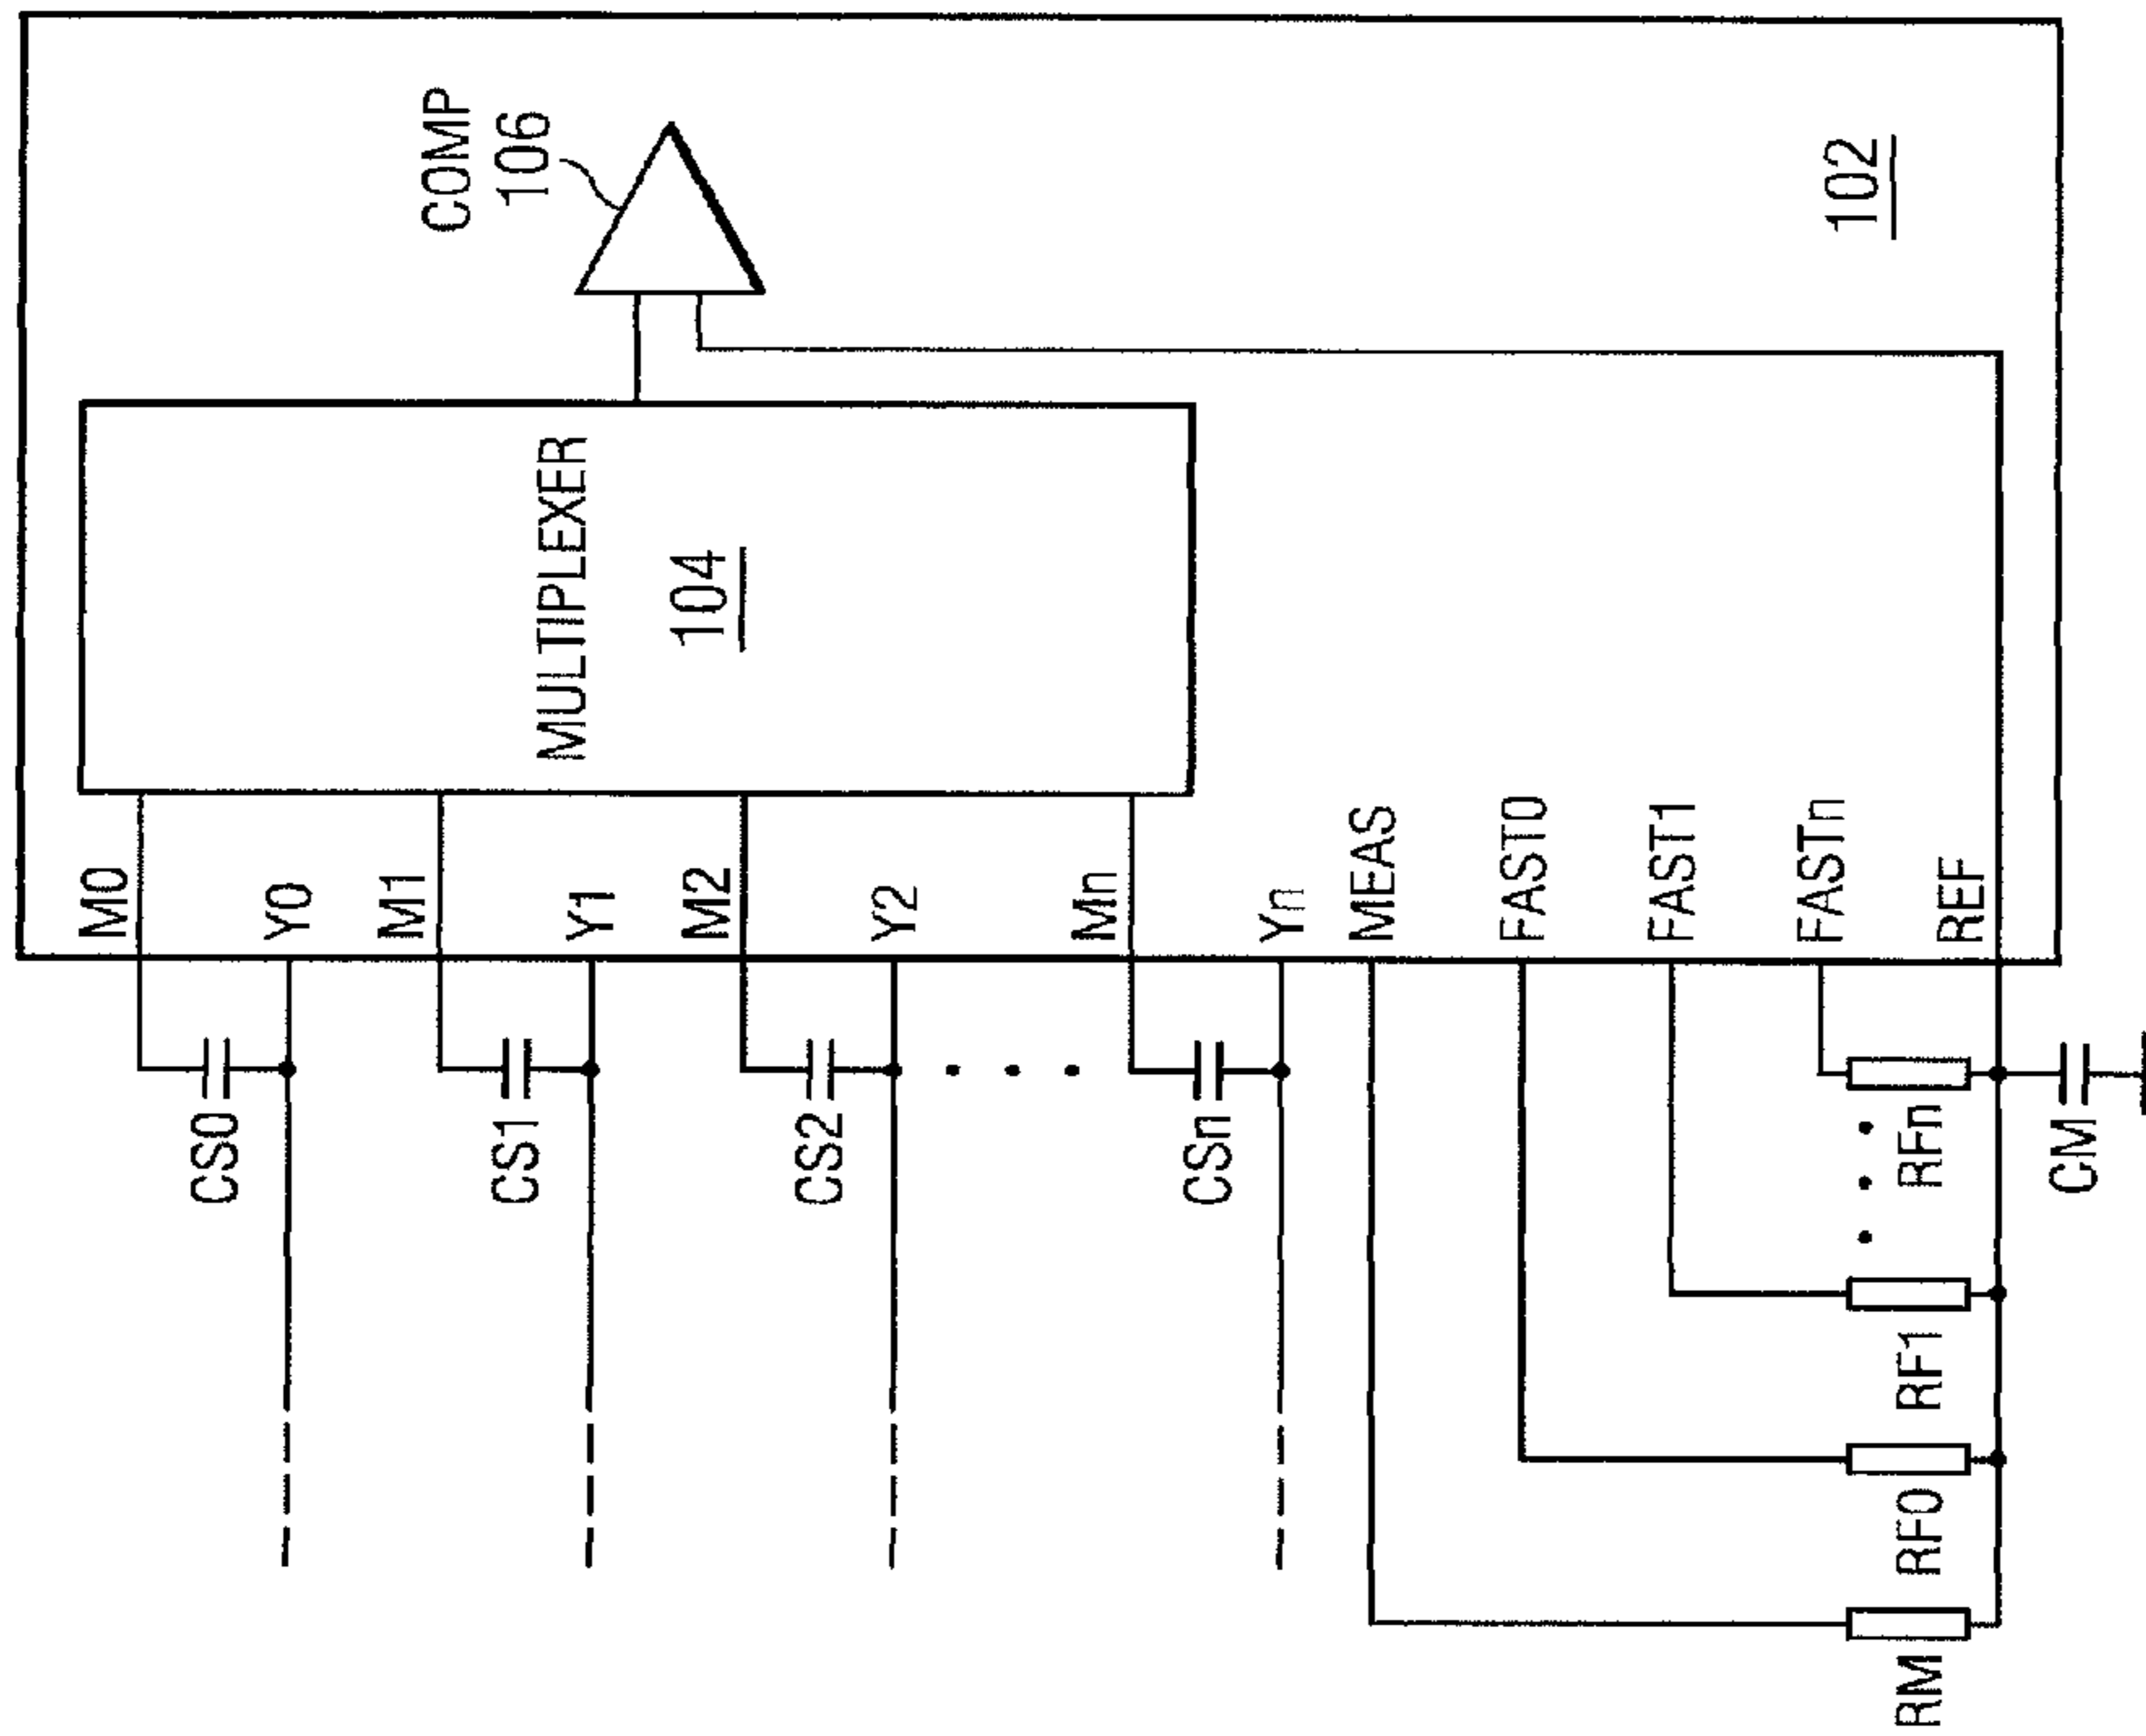 COMP
106
MULTIPLEXER
104
102
M0
Y0
M1
Y1
M2
Y2
Mn
Yn
MEAS
FAST0
FAST1
FASTn
REF
CS0
CS1
CS2
CSn
RFn
CM
RF1
RF0
RM